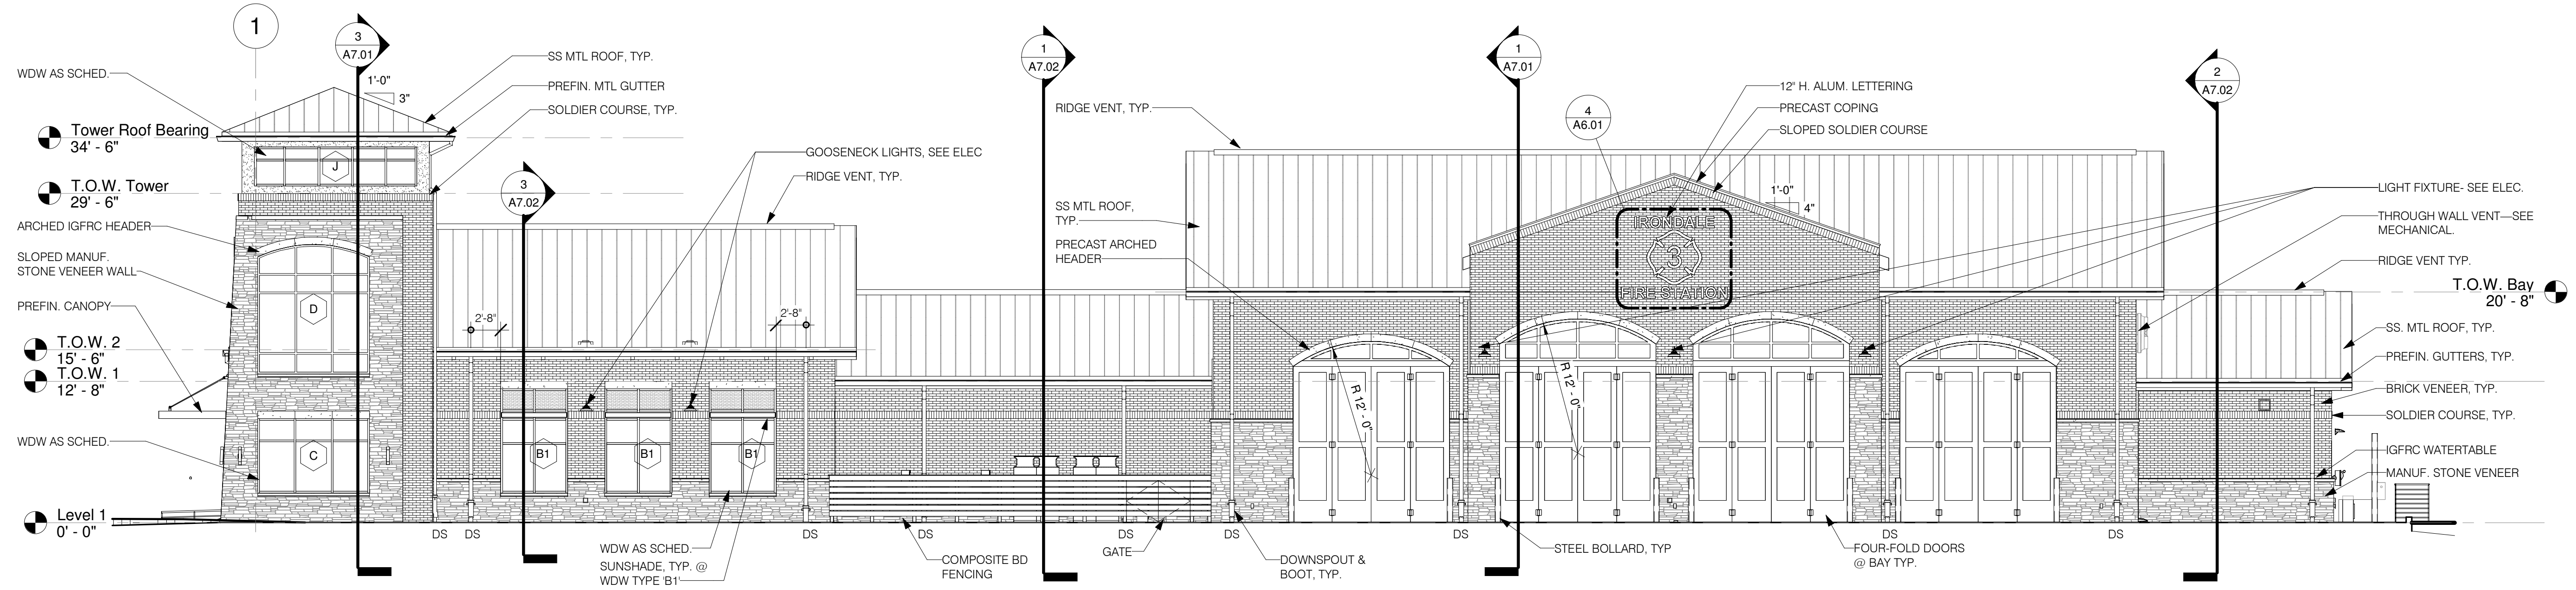 1
3
A7.01
WDW AS SCHED.
1'-0"
3"
SS MTL ROOF, TYP.
PREFIN. MTL GUTTER
SOLDIER COURSE, TYP.
Tower Roof Bearing
34' - 6"
J
T.O.W. Tower
29' - 6"
ARCHED IGFRC HEADER
SLOPED MANUF.
STONE VENEER WALL
PREFIN. CANOPY
D
T.O.W. 2
15' - 6"
T.O.W. 1
12' - 8"
WDW AS SCHED.
C
Level 1
0' - 0"
3
A7.02
GOOSENECK LIGHTS, SEE ELEC
RIDGE VENT, TYP.
2'-8"
2'-8"
B1
B1
B1
DS
DS
DS
DS
DS
DS
DS
DS
DS
WDW AS SCHED.
SUNSHADE, TYP. @
WDW TYPE 'B1'
COMPOSITE BD
FENCING
GATE
DOWNSPOUT &
BOOT, TYP.
1
A7.02
RIDGE VENT, TYP.
SS MTL ROOF,
TYP.
PRECAST ARCHED
HEADER
1
A7.01
4
A6.01
12" H. ALUM. LETTERING
PRECAST COPING
SLOPED SOLDIER COURSE
1'-0"
4"
IRONDALE
3
FIRE STATION
R 12' - 0"
R 12' - 0"
STEEL BOLLARD, TYP
FOUR-FOLD DOORS
@ BAY TYP.
2
A7.02
LIGHT FIXTURE- SEE ELEC.
THROUGH WALL VENT—SEE
MECHANICAL.
RIDGE VENT TYP.
T.O.W. Bay
20' - 8"
SS. MTL ROOF, TYP.
PREFIN. GUTTERS, TYP.
BRICK VENEER, TYP.
SOLDIER COURSE, TYP.
IGFRC WATERTABLE
MANUF. STONE VENEER